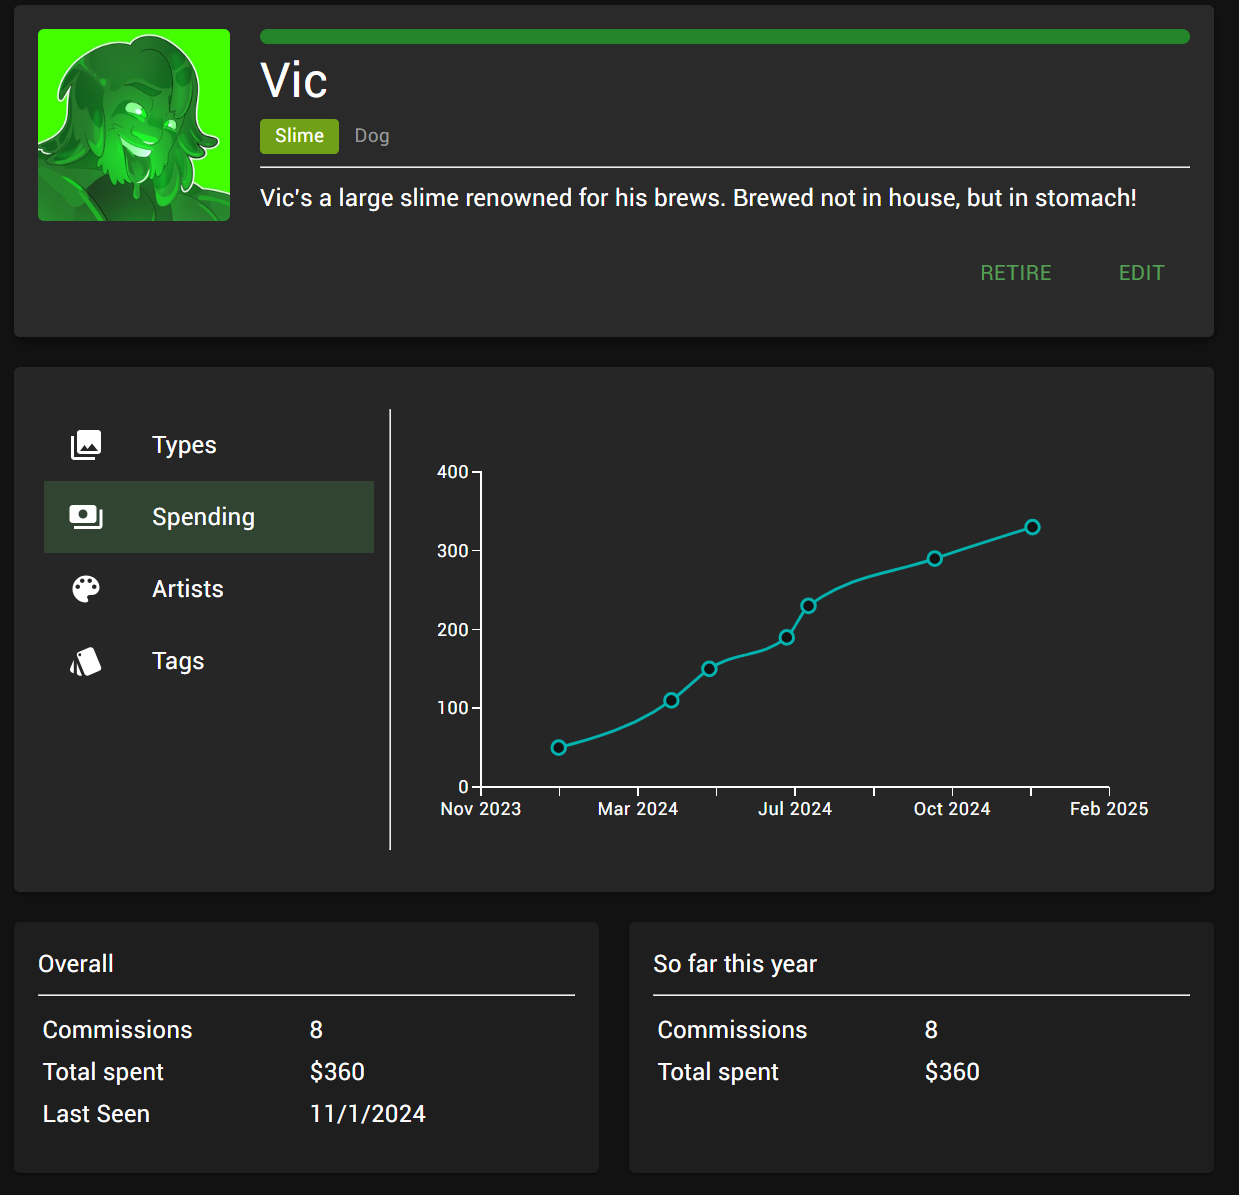 Vic
Slime Dog
Vic's a large slime renowned for his brews. Brewed not in house, but in stomach!
RETIRE EDIT
Types
Spending
Artists
Tags
400
300
200
100
0
Nov 2023 Mar 2024 Jul 2024 Oct 2024 Feb 2025
Overall
Commissions 8
Total spent $360
Last Seen 11/1/2024
So far this year
Commissions 8
Total spent $360